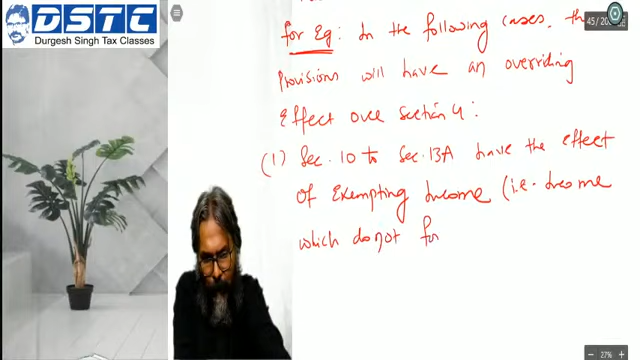 DSTC
Durgesh Singh Tax Classes
for Eg: In the following cases. the
Provisions will have an overriding
Effect over section 4:
(1) Sec. 10 to Sec. 13A have the effect
of Exempting Income (i.e. Income
which do not for
45/20
27%